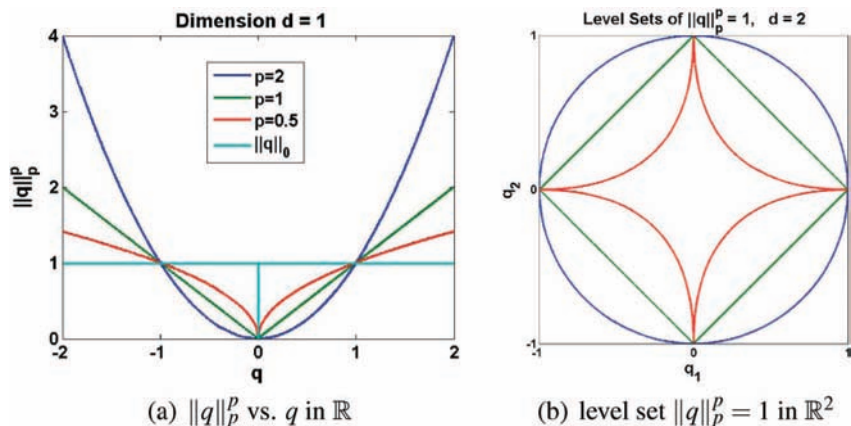 Dimension d = 1
4
3
2
1
0
-2
-1
0
1
2
||q||_p^p
q
p=2
p=1
p=0.5
||q||_0
(a) ‖q‖_p^p vs. q in ℝ
Level Sets of ||q||_p^p = 1, d = 2
1
0
-1
-1
0
1
q_2
q_1
(b) level set ‖q‖_p^p = 1 in ℝ²